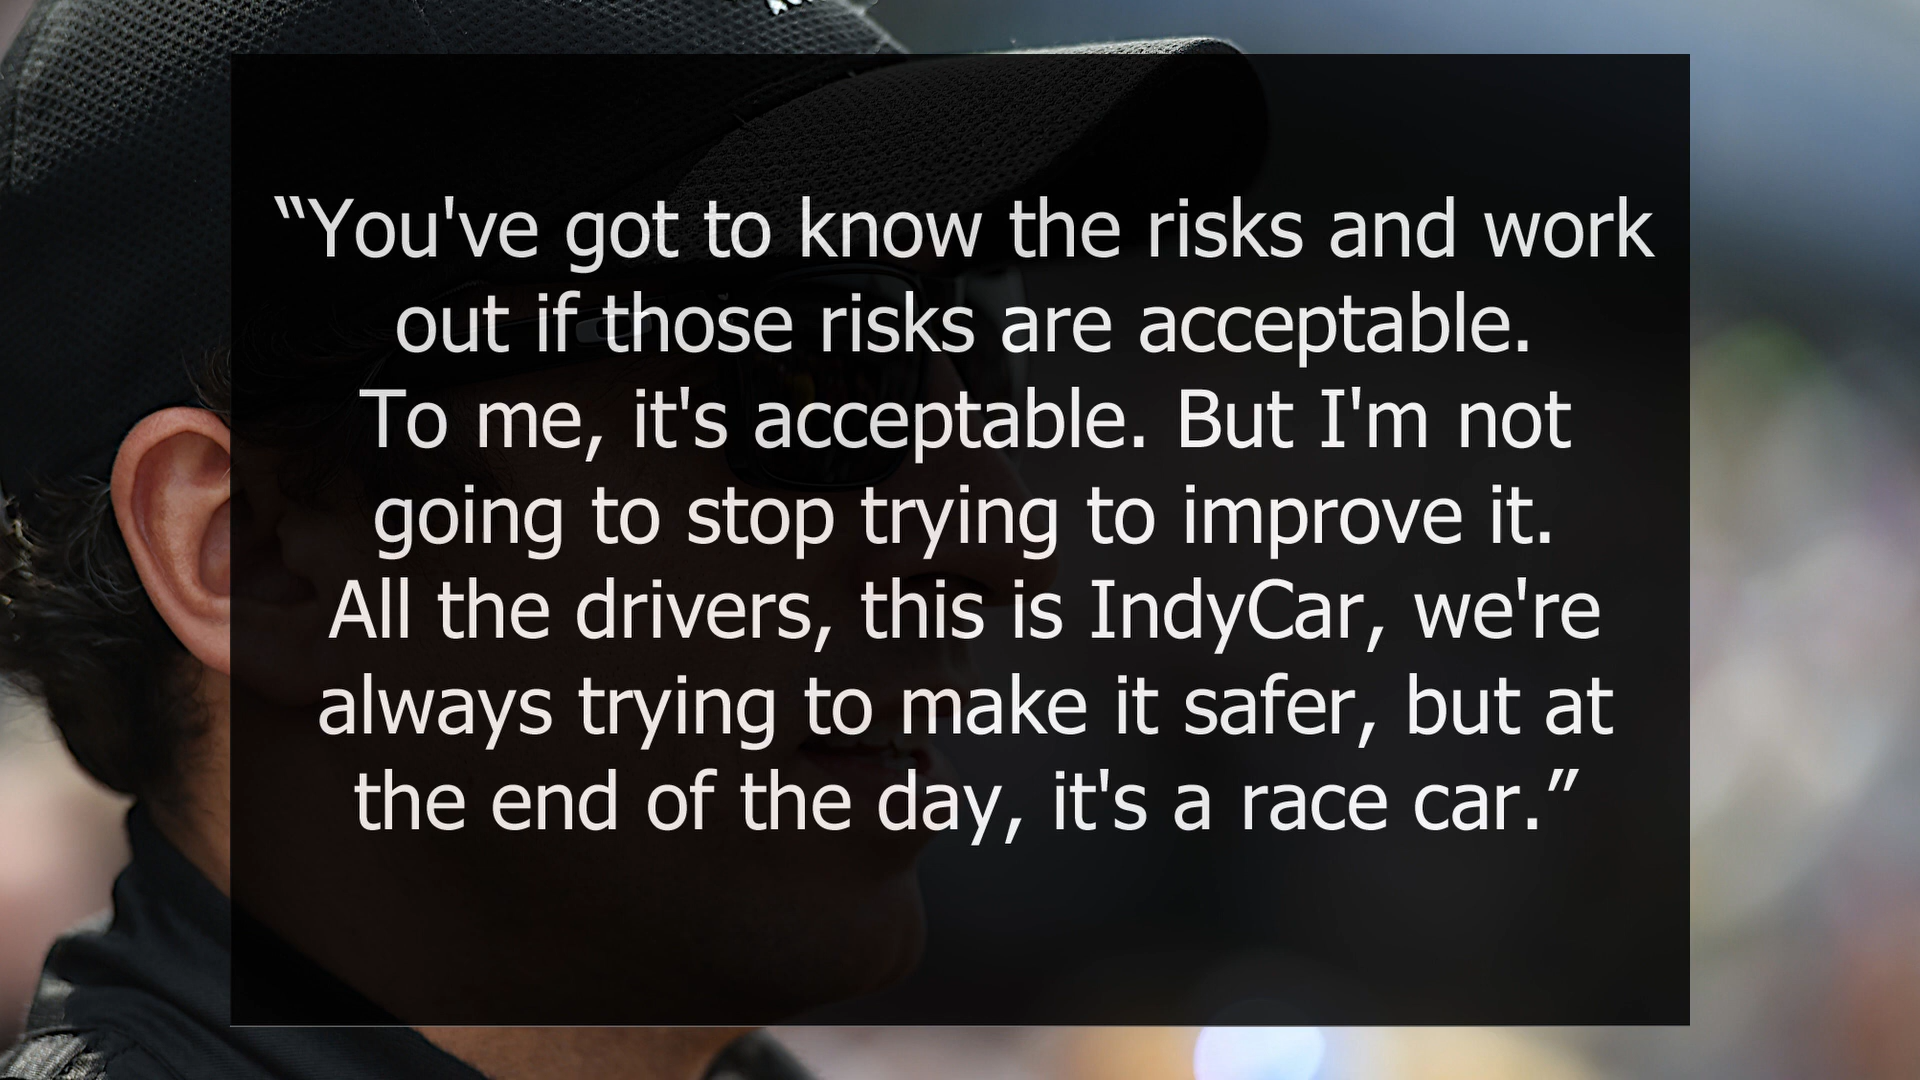 “You've got to know the risks and work
out if those risks are acceptable.
To me, it's acceptable. But I'm not
going to stop trying to improve it.
All the drivers, this is IndyCar, we're
always trying to make it safer, but at
the end of the day, it's a race car.”